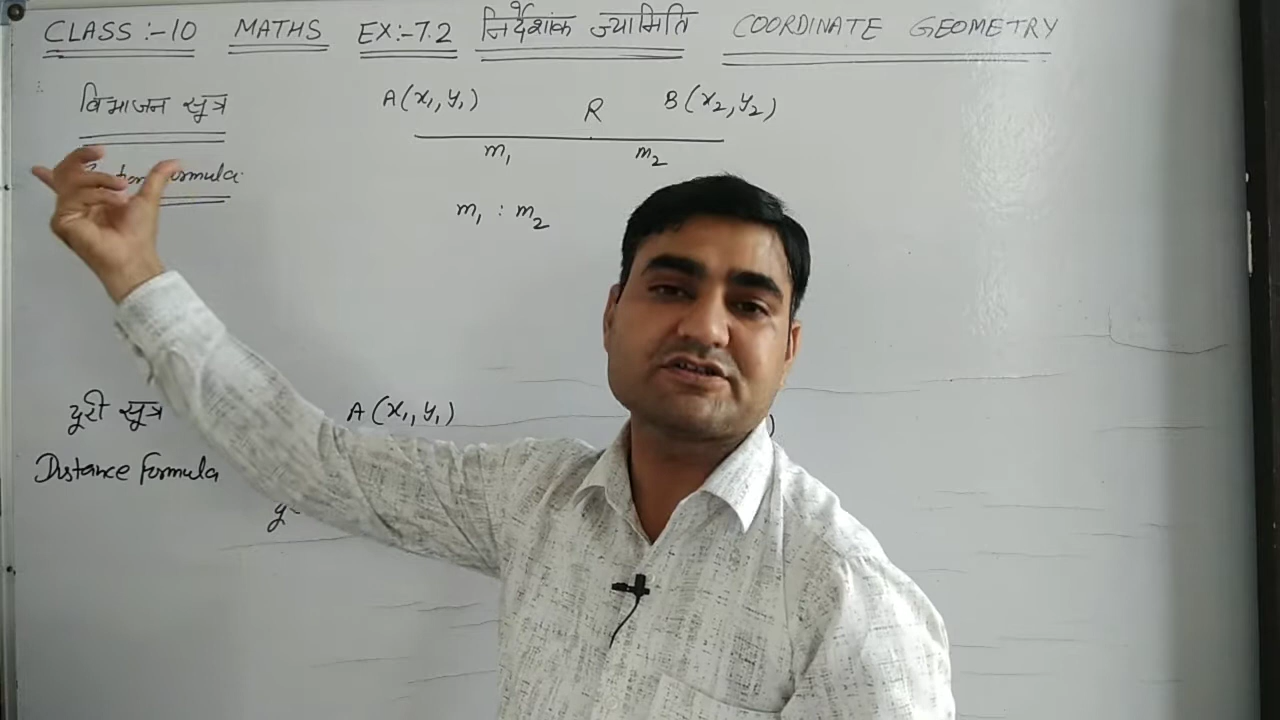 CLASS :-10 MATHS EX:-7.2 निर्देशांक ज्यामिति COORDINATE GEOMETRY
विभाजन सूत्र A(x₁, y₁) R B(x₂, y₂)
m₁ m₂
m₁ : m₂
दूरी सूत्र A(x₁, y₁)
Distance Formula